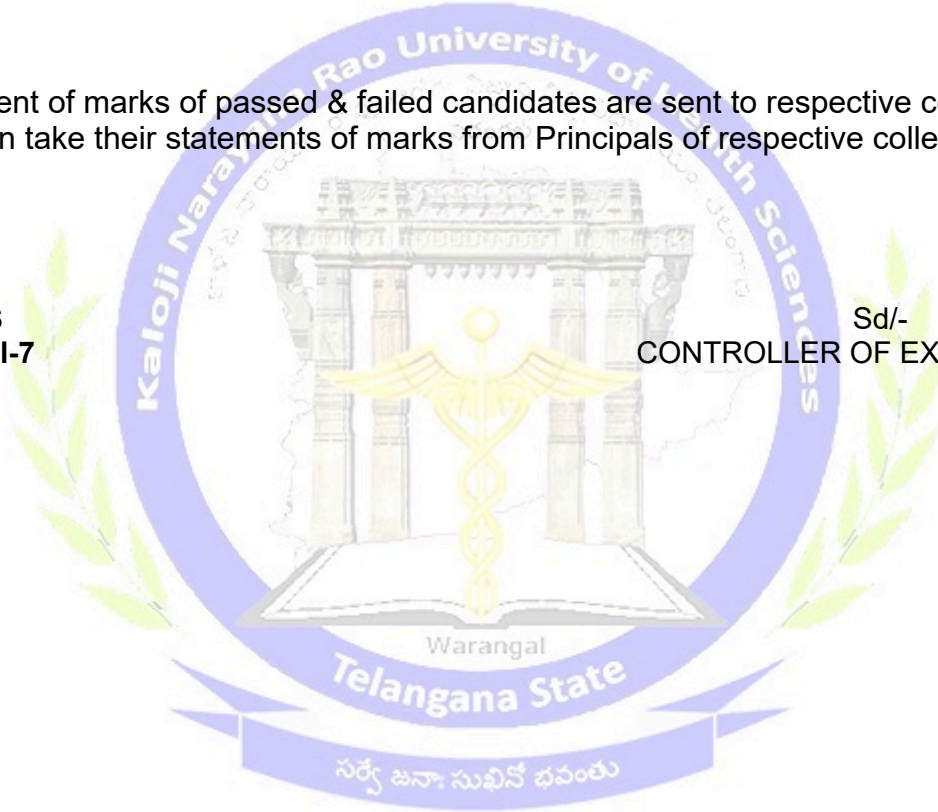 ent of marks of passed & failed candidates are sent to respective c
n take their statements of marks from Principals of respective colle
Sd/-
I-7
CONTROLLER OF EX
Kaloji Narayana Rao University of Health Sciences
Warangal
Telangana State
సర్వే జనాః సుఖినో భవంతు